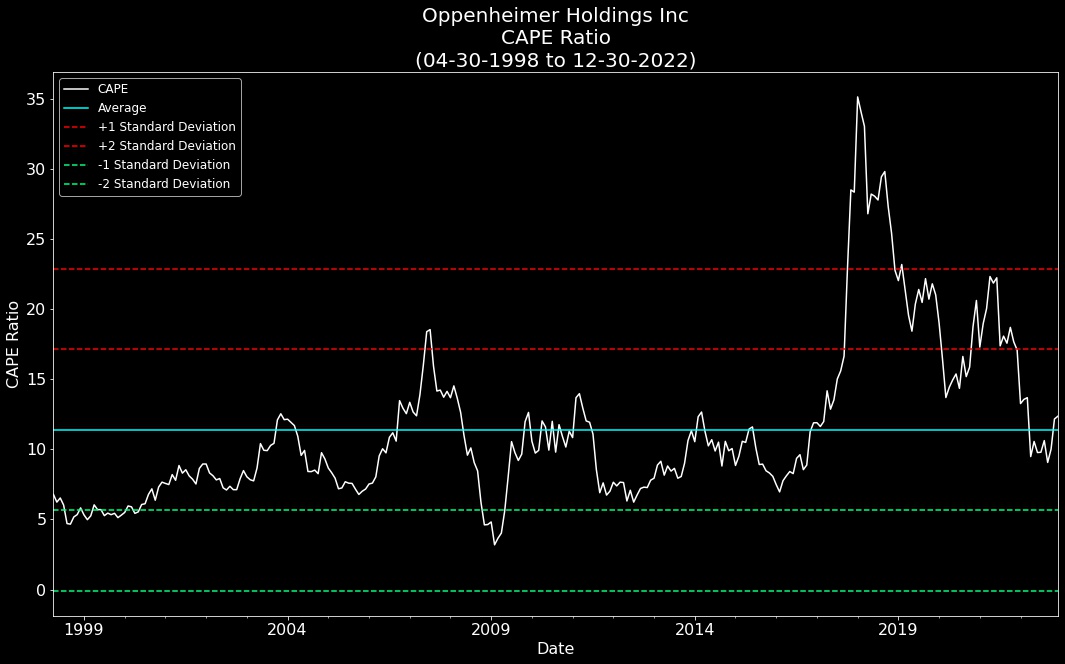 Oppenheimer Holdings Inc
CAPE Ratio
(04-30-1998 to 12-30-2022)
CAPE
Average
+1 Standard Deviation
+2 Standard Deviation
-1 Standard Deviation
-2 Standard Deviation
35
30
25
20
15
10
5
0
CAPE Ratio
1999 2004 2009 2014 2019
Date